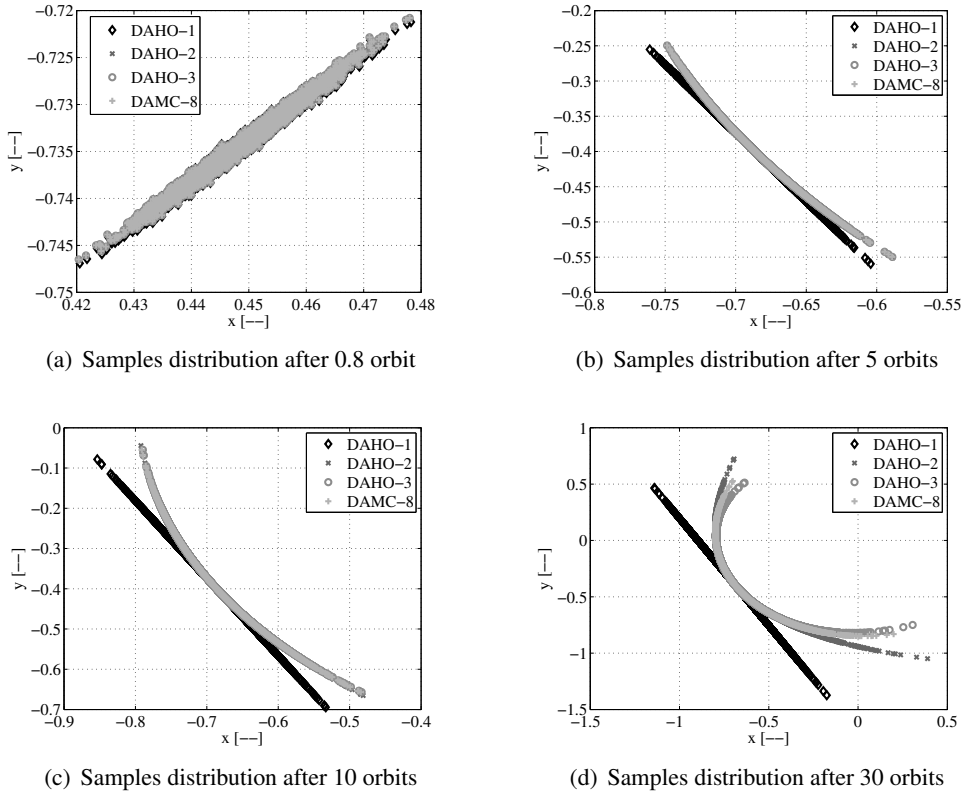 −0.72
−0.725
−0.73
−0.735
−0.74
−0.745
−0.75
y [−−]
DAHO−1
DAHO−2
DAHO−3
DAMC−8
0.42 0.43 0.44 0.45 0.46 0.47 0.48
x [−−]
(a) Samples distribution after 0.8 orbit
−0.2
−0.25
−0.3
−0.35
−0.4
−0.45
−0.5
−0.55
−0.6
y [−−]
DAHO−1
DAHO−2
DAHO−3
DAMC−8
−0.8 −0.75 −0.7 −0.65 −0.6 −0.55
x [−−]
(b) Samples distribution after 5 orbits
0
−0.1
−0.2
−0.3
−0.4
−0.5
−0.6
−0.7
y [−−]
DAHO−1
DAHO−2
DAHO−3
DAMC−8
−0.9 −0.8 −0.7 −0.6 −0.5 −0.4
x [−−]
(c) Samples distribution after 10 orbits
1
0.5
0
−0.5
−1
−1.5
y [−−]
DAHO−1
DAHO−2
DAHO−3
DAMC−8
−1.5 −1 −0.5 0 0.5
x [−−]
(d) Samples distribution after 30 orbits